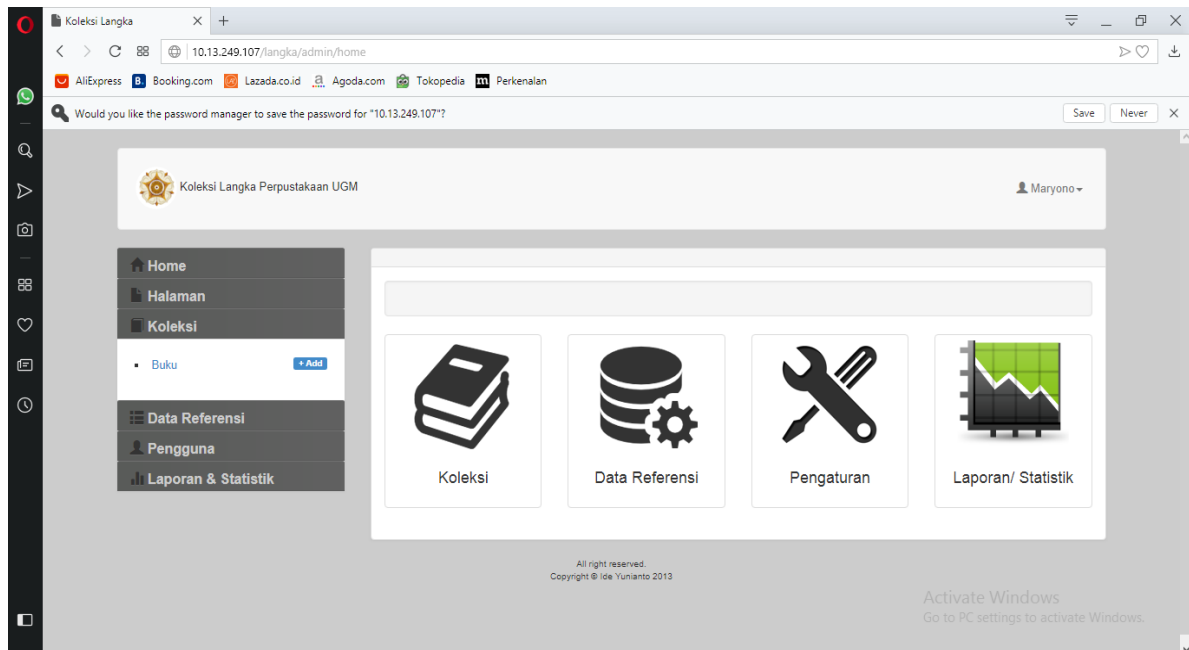 Koleksi Langka
10.13.249.107/langka/admin/home
AliExpress B. Booking.com Lazada.co.id a Agoda.com Tokopedia m Perkenalan
Would you like the password manager to save the password for "10.13.249.107"? Save Never
Koleksi Langka Perpustakaan UGM
Maryono
Home
Halaman
Koleksi
Buku + Add
Data Referensi
Pengguna
Laporan & Statistik
Koleksi Data Referensi Pengaturan Laporan/ Statistik
All right reserved.
Copyright © Ide Yunianto 2013
Activate Windows
Go to PC settings to activate Windows.